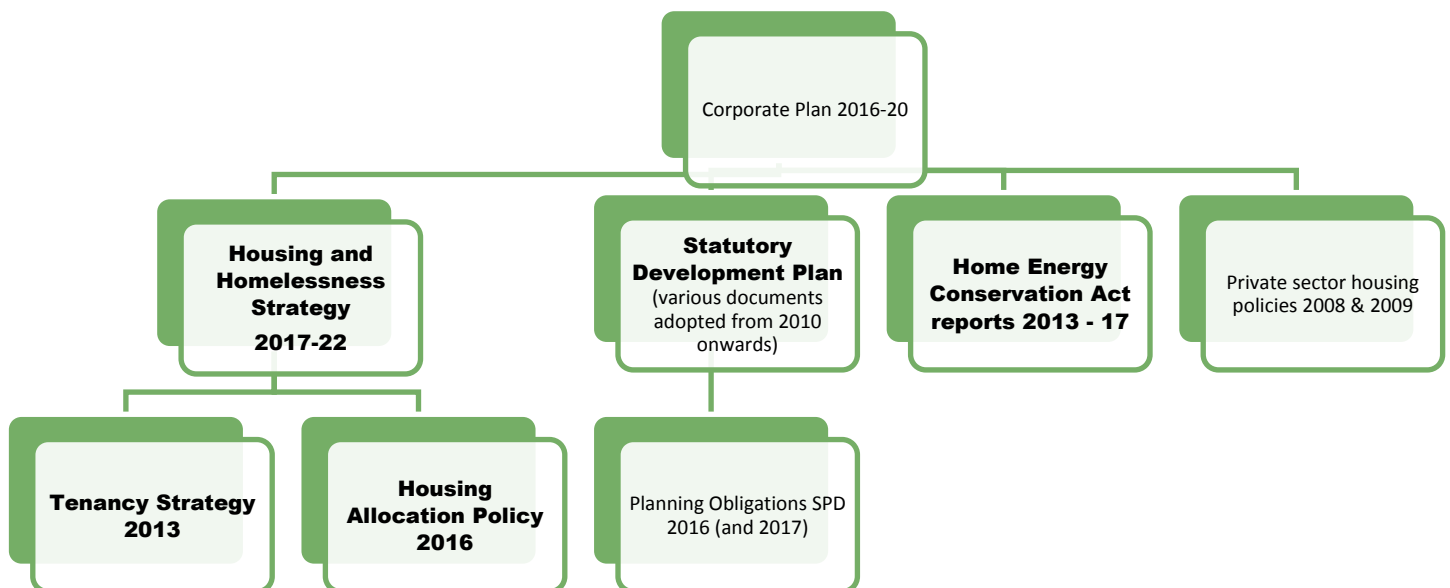 Corporate Plan 2016-20
Housing and
Homelessness
Strategy
2017-22
Statutory
Development Plan
(various documents
adopted from 2010
onwards)
Home Energy
Conservation Act
reports 2013 - 17
Private sector housing
policies 2008 & 2009
Tenancy Strategy
2013
Housing
Allocation Policy
2016
Planning Obligations SPD
2016 (and 2017)